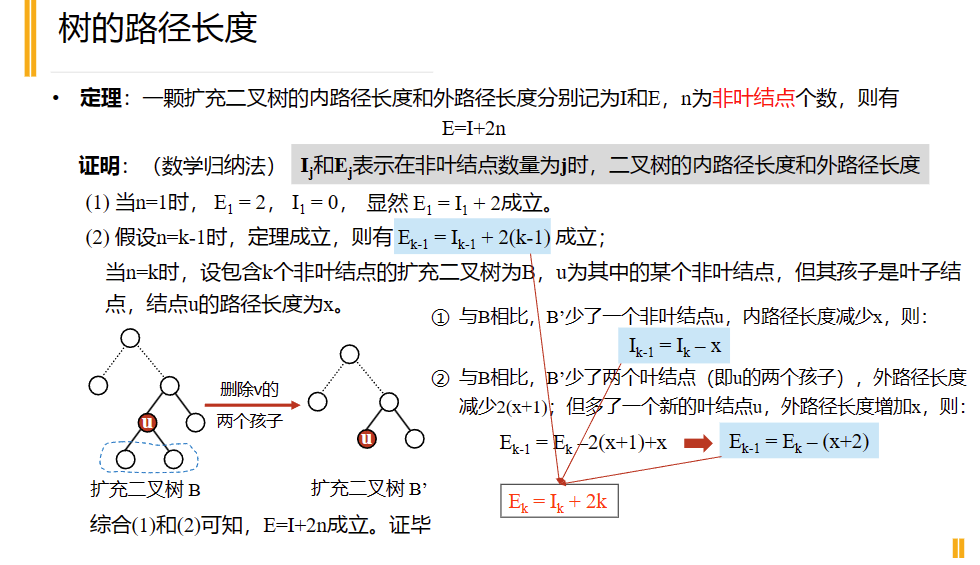 树的路径长度
• 定理：一颗扩充二叉树的内路径长度和外路径长度分别记为I和E，n为非叶结点个数，则有
E=I+2n
证明：（数学归纳法） Ij和Ej表示在非叶结点数量为j时，二叉树的内路径长度和外路径长度
(1) 当n=1时， E1 = 2， I1 = 0， 显然 E1 = I1 + 2成立。
(2) 假设n=k-1时，定理成立，则有 Ek-1 = Ik-1 + 2(k-1) 成立；
当n=k时，设包含k个非叶结点的扩充二叉树为B，u为其中的某个非叶结点，但其孩子是叶子结
点，结点u的路径长度为x。
① 与B相比，B’少了一个非叶结点u，内路径长度减少x，则：
Ik-1 = Ik – x
② 与B相比，B’少了两个叶结点（即u的两个孩子），外路径长度
减少2(x+1)；但多了一个新的叶结点u，外路径长度增加x，则：
Ek-1 = Ek –2(x+1)+x Ek-1 = Ek – (x+2)
Ek = Ik + 2k
删除v的
两个孩子
u
u
扩充二叉树 B
扩充二叉树 B’
综合(1)和(2)可知，E=I+2n成立。证毕